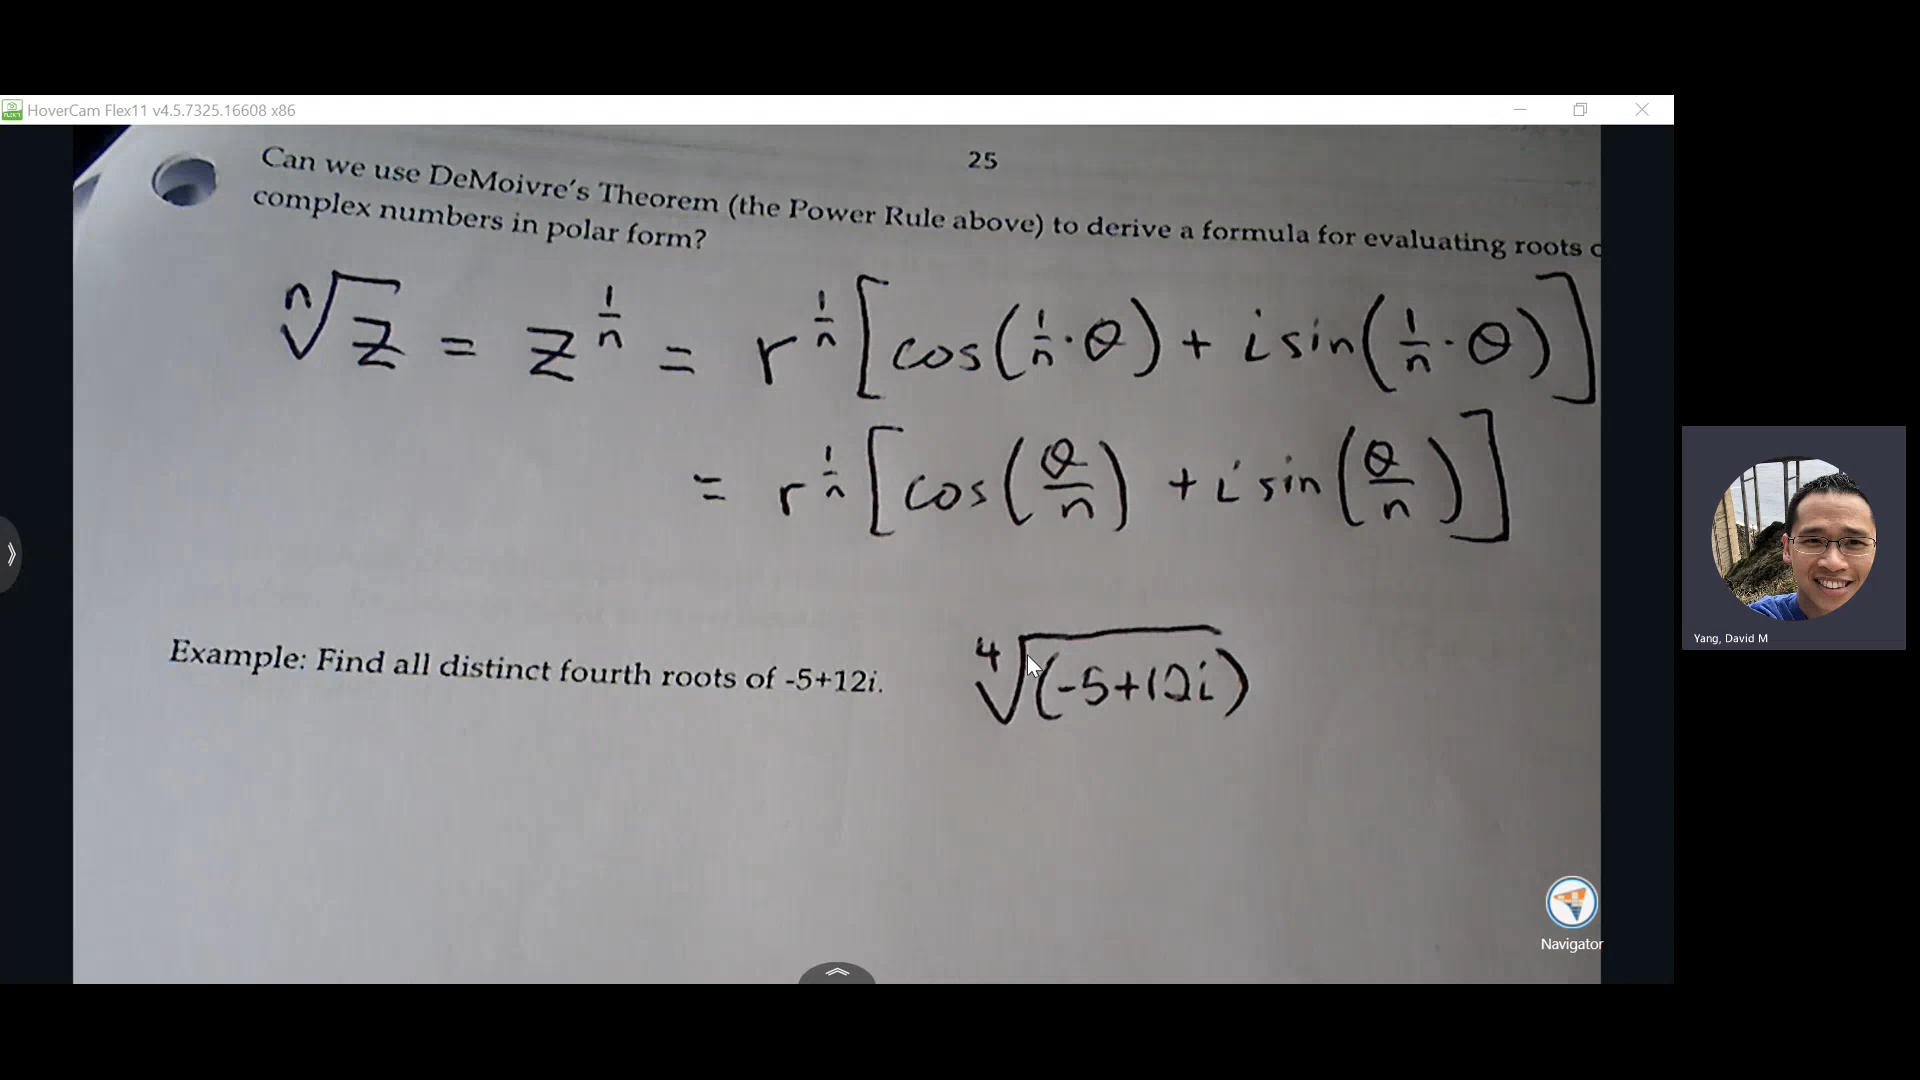 HoverCam Flex11 v4.5.7325.16608 x86
25
Can we use DeMoivre's Theorem (the Power Rule above) to derive a formula for evaluating roots
complex numbers in polar form?
ⁿ√z = z^(1/n) = r^(1/n) [cos(1/n · θ) + i sin(1/n · θ)]
= r^(1/n) [cos(θ/n) + i sin(θ/n)]
Example: Find all distinct fourth roots of -5+12i.
⁴√(-5+12i)
Yang, David M
Navigator